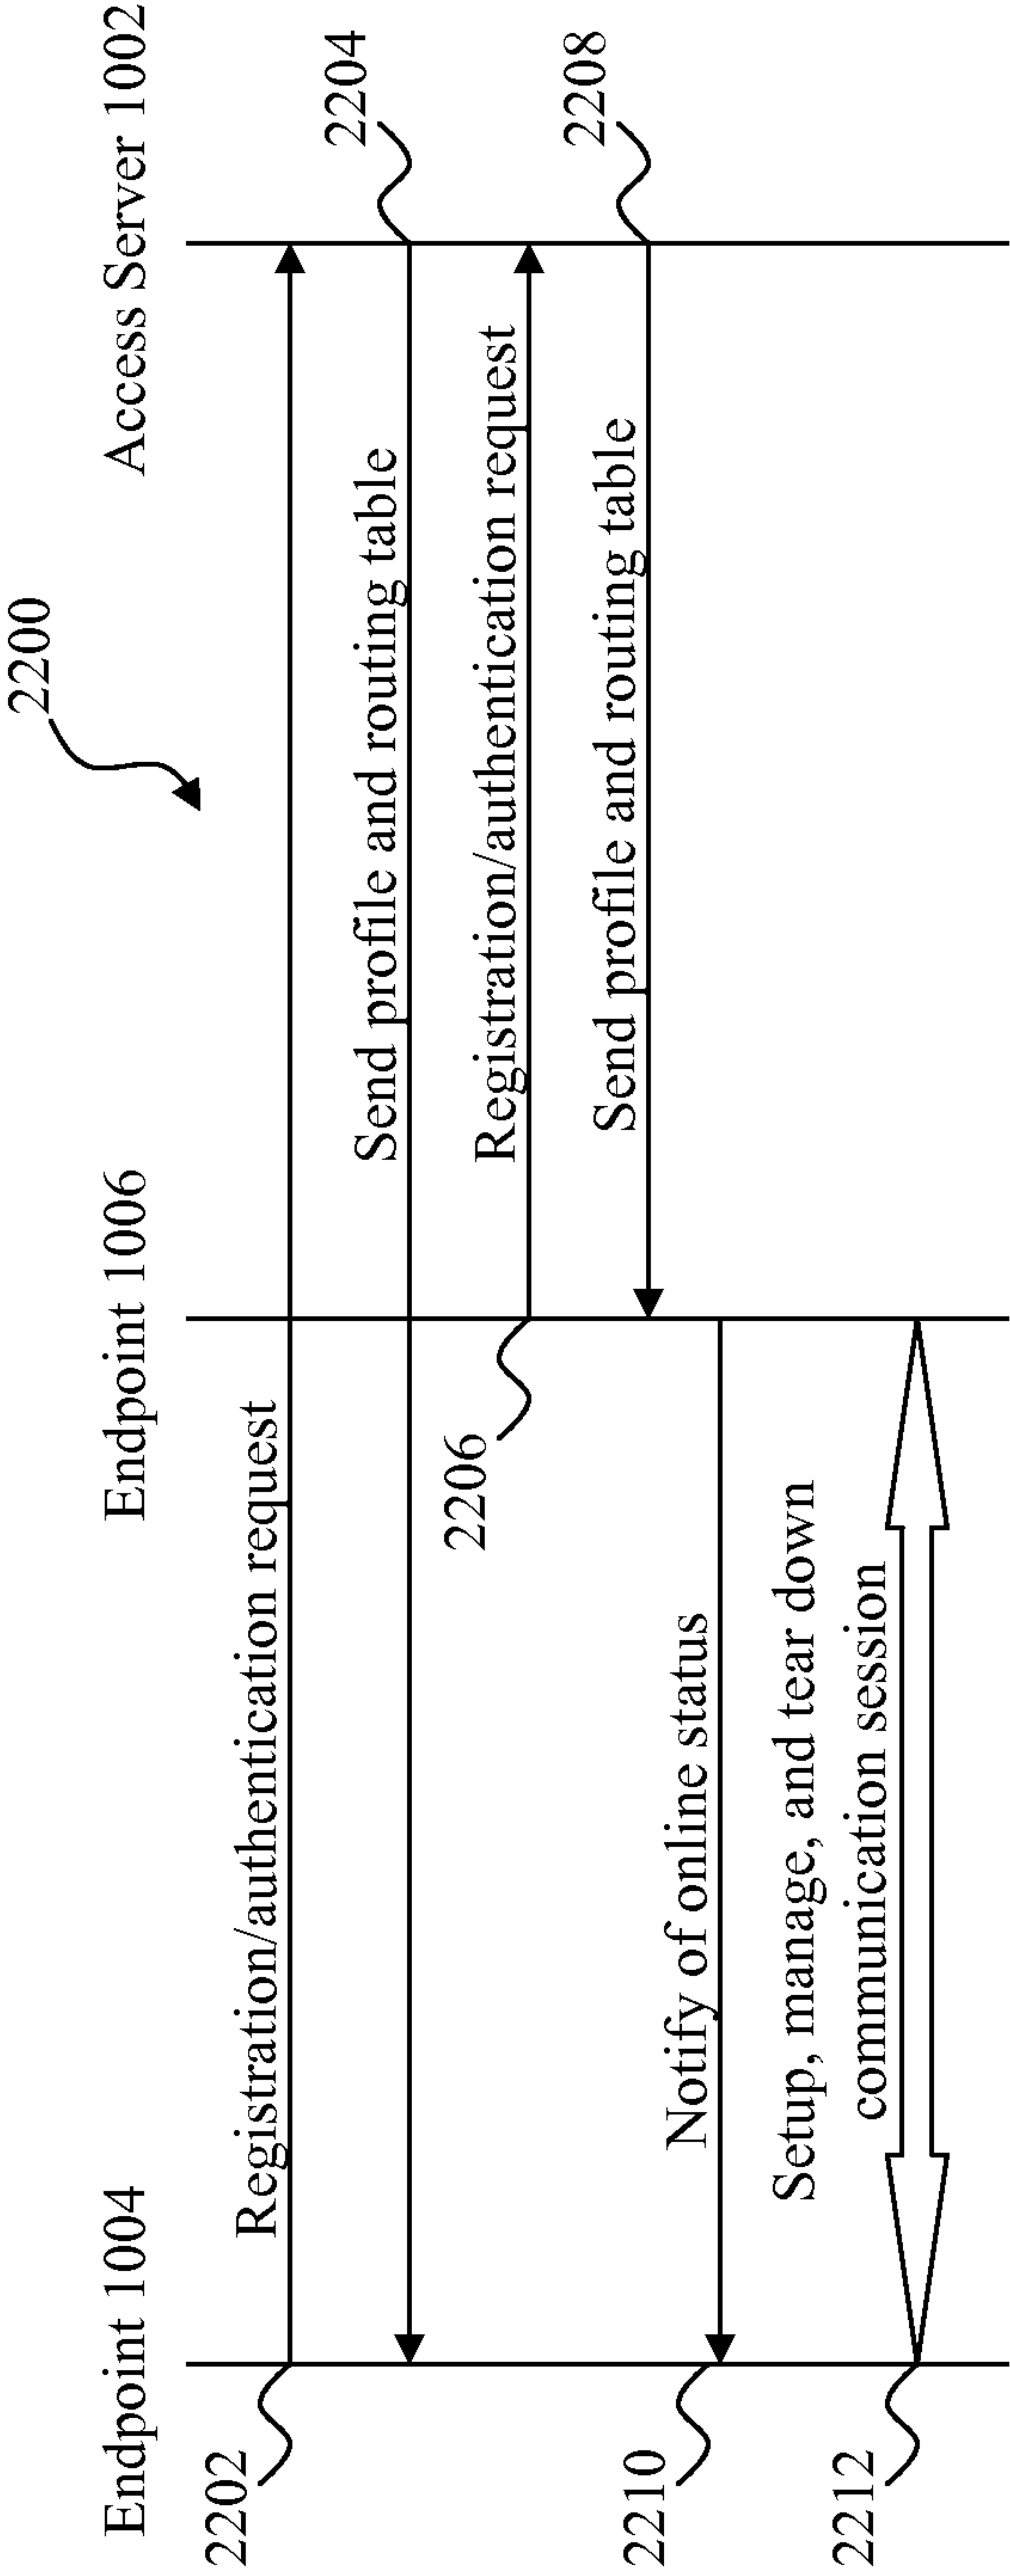 2200
Endpoint 1004
Endpoint 1006
Access Server 1002
2202
Registration/authentication request
2204
Send profile and routing table
2206
Registration/authentication request
2208
Send profile and routing table
2210
Notify of online status
2212
Setup, manage, and tear down
communication session